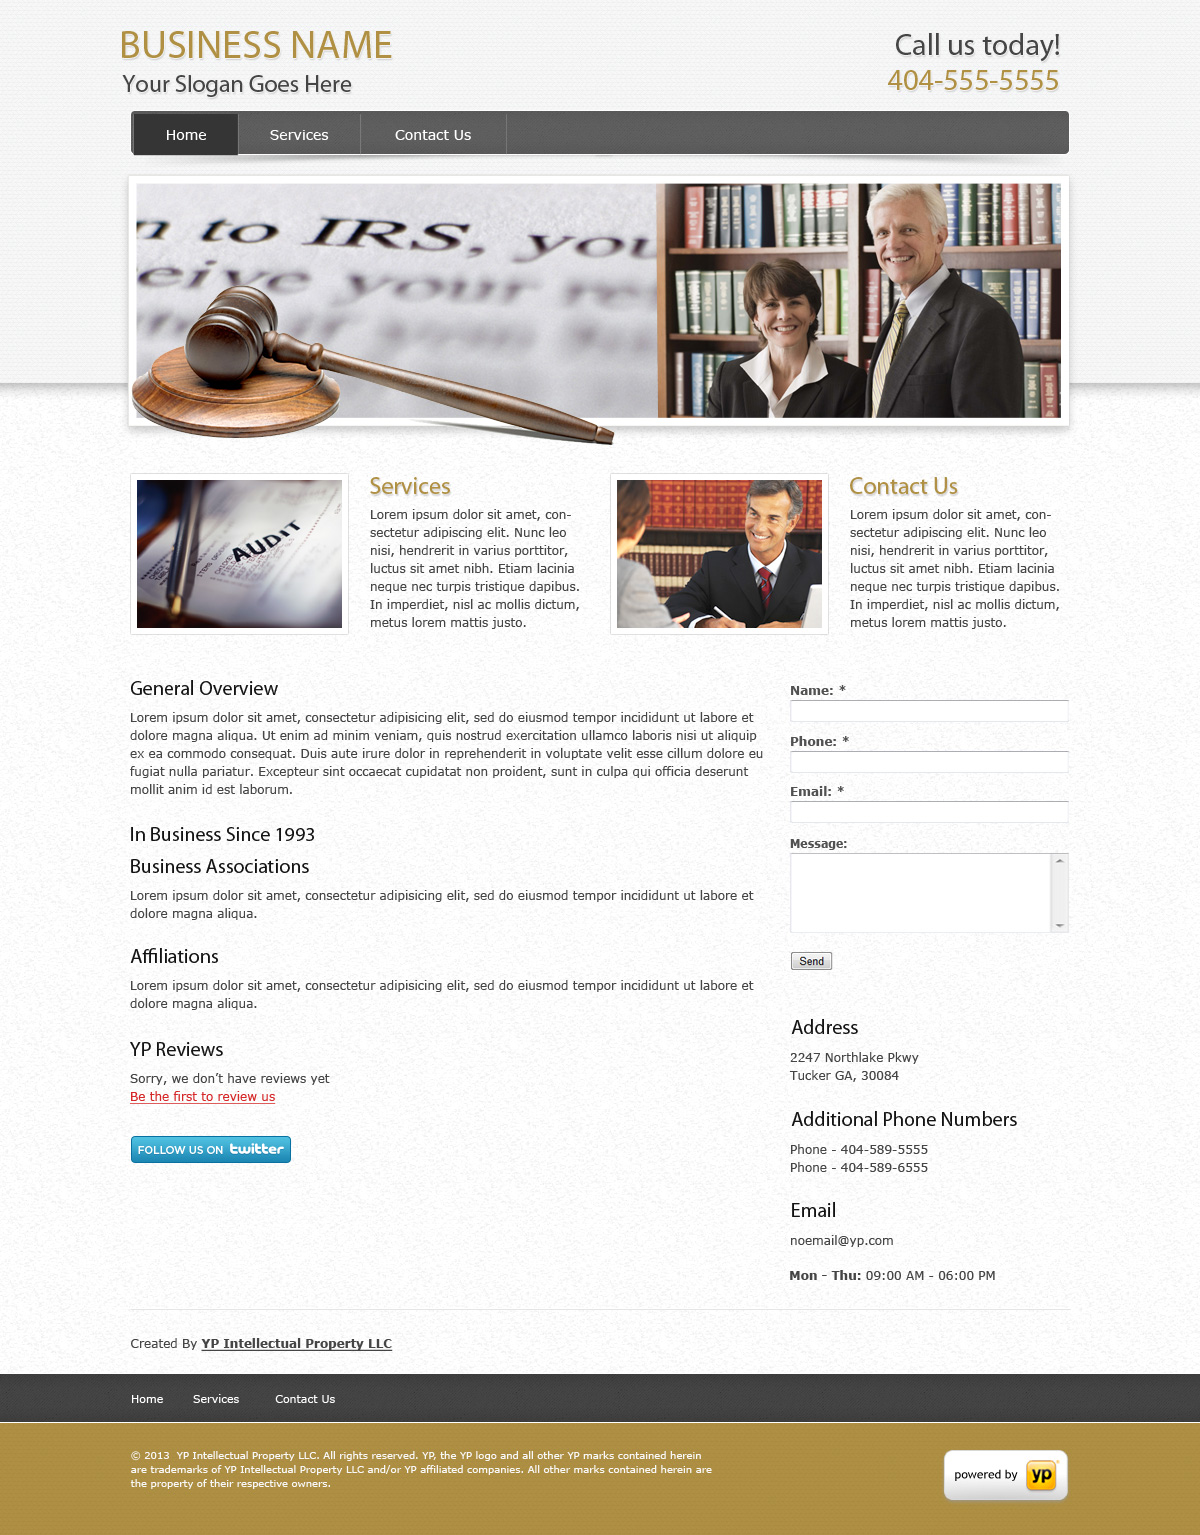 BUSINESS NAME
Your Slogan Goes Here
Call us today!
404-555-5555
Home
Services
Contact Us
n to IRS, you
eive your re
Services
Lorem ipsum dolor sit amet, con-
sectetur adipiscing elit. Nunc leo
nisi, hendrerit in varius porttitor,
luctus sit amet nibh. Etiam lacinia
neque nec turpis tristique dapibus.
In imperdiet, nisl ac mollis dictum,
metus lorem mattis justo.
AUDIT
Contact Us
Lorem ipsum dolor sit amet, con-
sectetur adipiscing elit. Nunc leo
nisi, hendrerit in varius porttitor,
luctus sit amet nibh. Etiam lacinia
neque nec turpis tristique dapibus.
In imperdiet, nisl ac mollis dictum,
metus lorem mattis justo.
General Overview
Lorem ipsum dolor sit amet, consectetur adipisicing elit, sed do eiusmod tempor incididunt ut labore et
dolore magna aliqua. Ut enim ad minim veniam, quis nostrud exercitation ullamco laboris nisi ut aliquip
ex ea commodo consequat. Duis aute irure dolor in reprehenderit in voluptate velit esse cillum dolore eu
fugiat nulla pariatur. Excepteur sint occaecat cupidatat non proident, sunt in culpa qui officia deserunt
mollit anim id est laborum.
In Business Since 1993
Business Associations
Lorem ipsum dolor sit amet, consectetur adipisicing elit, sed do eiusmod tempor incididunt ut labore et
dolore magna aliqua.
Affiliations
Lorem ipsum dolor sit amet, consectetur adipisicing elit, sed do eiusmod tempor incididunt ut labore et
dolore magna aliqua.
YP Reviews
Sorry, we don't have reviews yet
Be the first to review us
FOLLOW US ON twitter
Name: *
Phone: *
Email: *
Message:
Send
Address
2247 Northlake Pkwy
Tucker GA, 30084
Additional Phone Numbers
Phone - 404-589-5555
Phone - 404-589-6555
Email
noemail@yp.com
Mon - Thu: 09:00 AM - 06:00 PM
Created By YP Intellectual Property LLC
Home
Services
Contact Us
© 2013 YP Intellectual Property LLC. All rights reserved. YP, the YP logo and all other YP marks contained herein
are trademarks of YP Intellectual Property LLC and/or YP affiliated companies. All other marks contained herein are
the property of their respective owners.
powered by yp